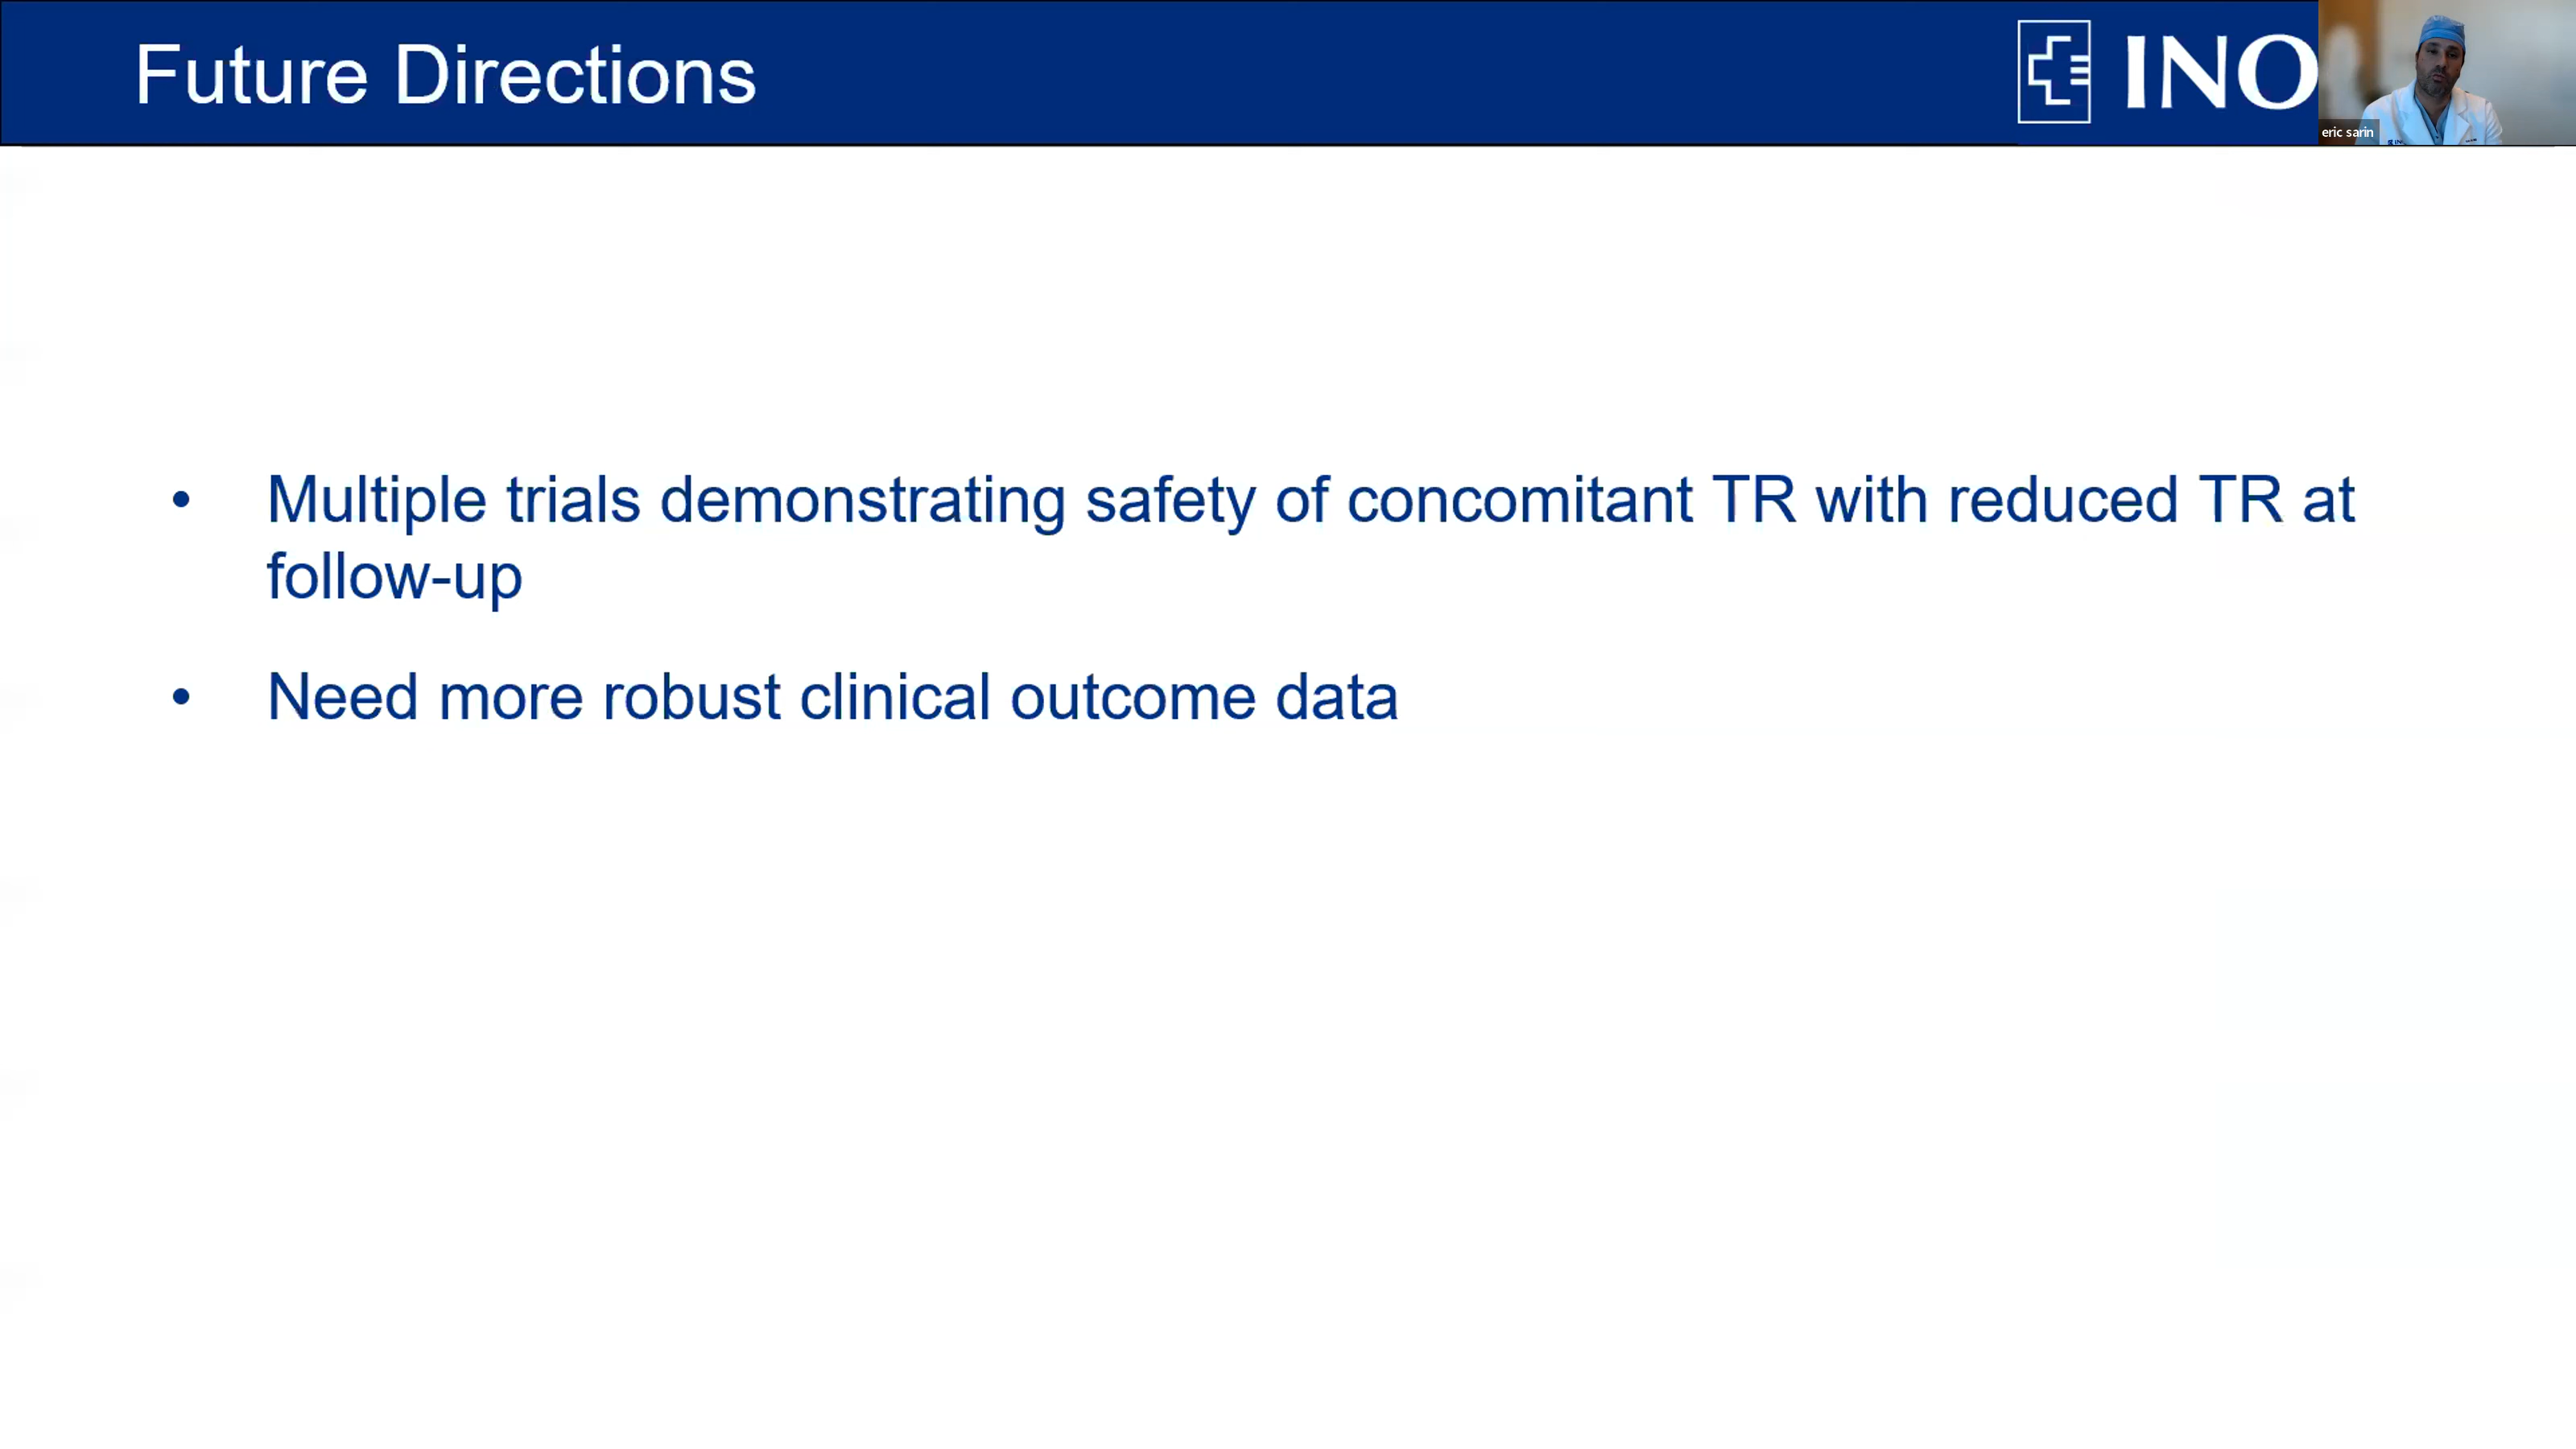 Future Directions
INO
eric sarin
• Multiple trials demonstrating safety of concomitant TR with reduced TR at
follow-up
• Need more robust clinical outcome data